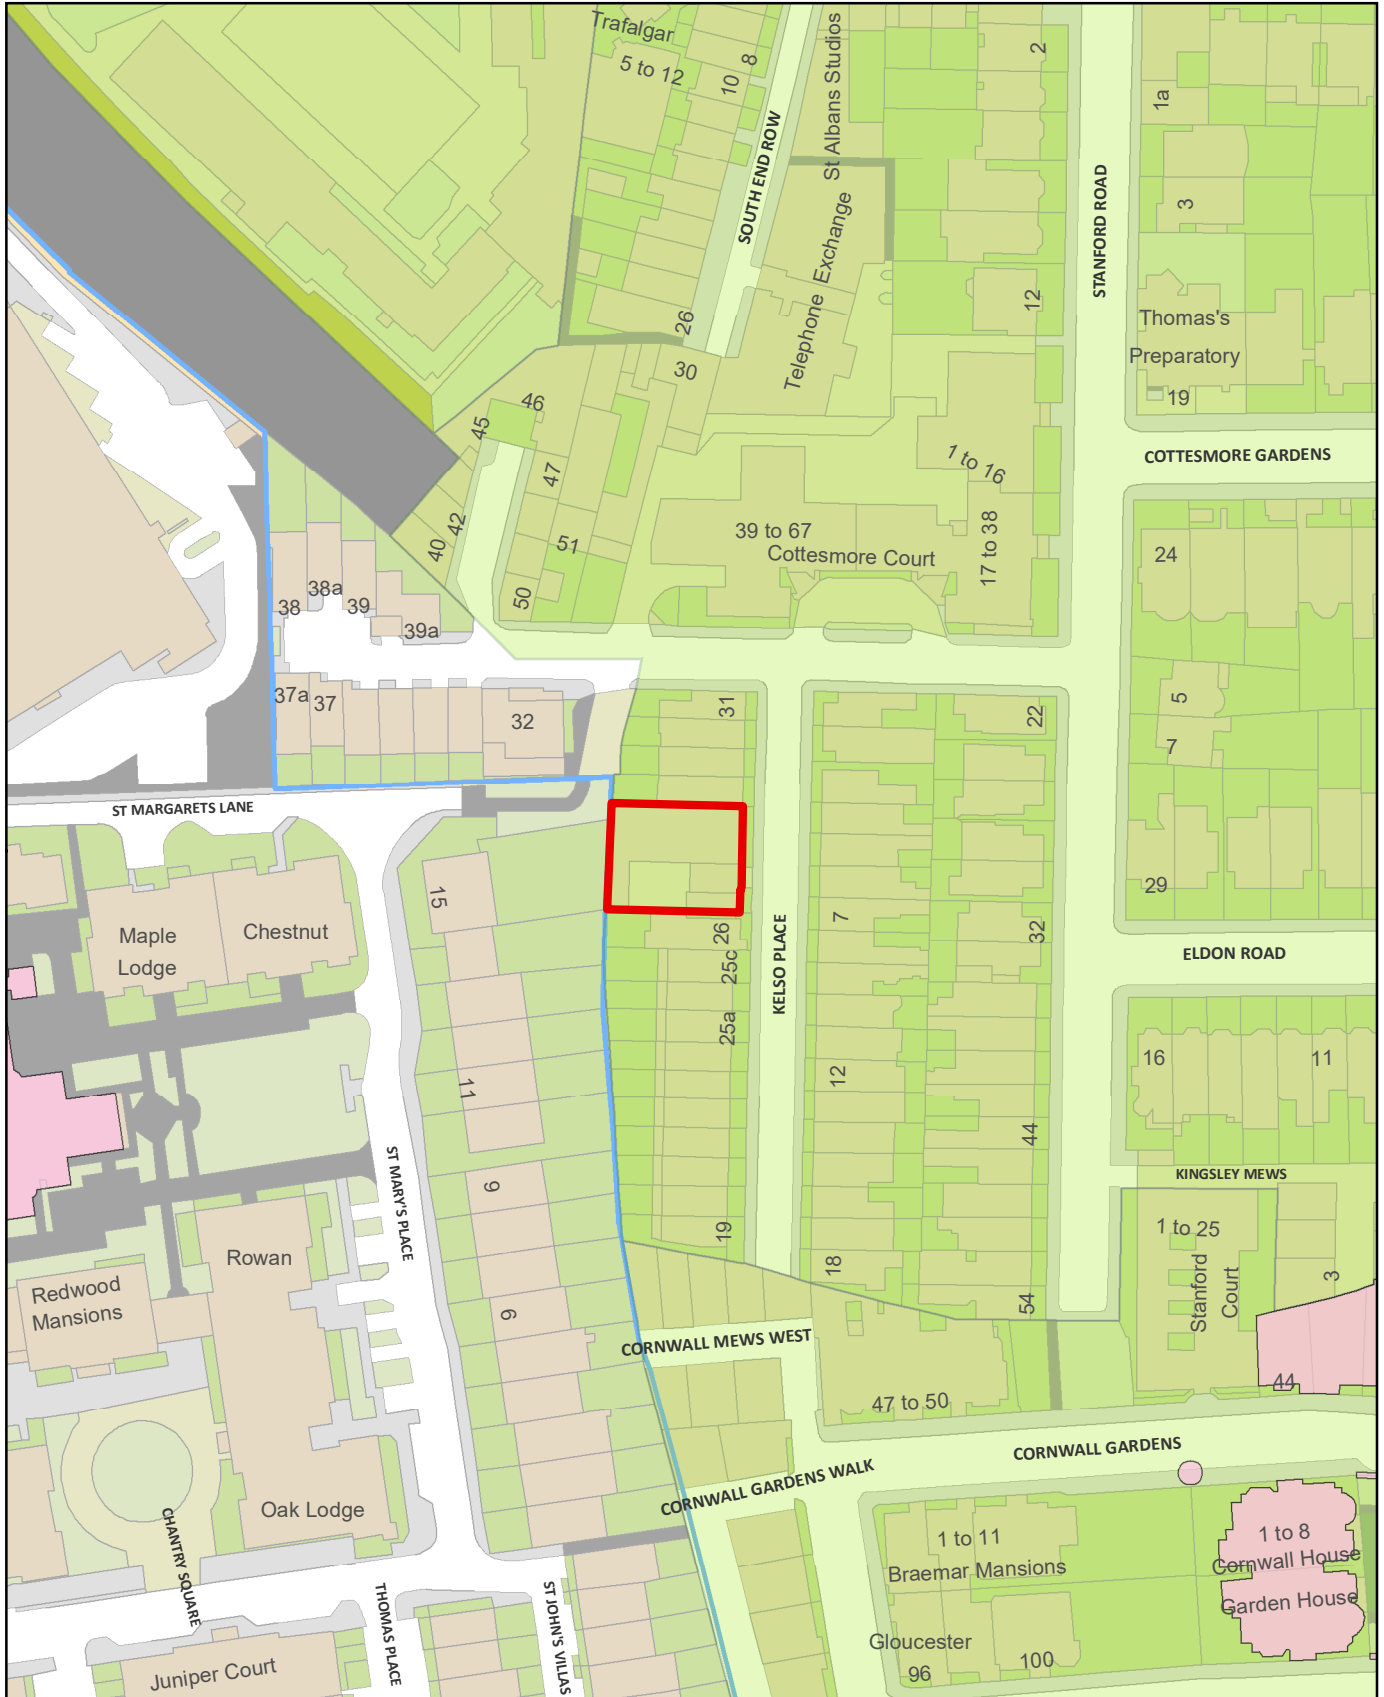 Trafalgar
5 to 12
8
10
SOUTH END ROW
St Albans Studios
2
STANFORD ROAD
1a
3
Telephone Exchange
26
30
12
Thomas's
Preparatory
19
46
45
47
42
40
51
50
1 to 16
COTTESMORE GARDENS
39 to 67
Cottesmore Court
17 to 38
24
38
38a
39
39a
37a
37
32
31
22
5
7
ST MARGARETS LANE
15
Maple
Lodge
Chestnut
26
25c
25a
KELSO PLACE
7
32
29
ELDON ROAD
16
11
11
12
44
ST MARY'S PLACE
9
KINGSLEY MEWS
19
18
54
1 to 25
Stanford
Court
3
Rowan
Redwood
Mansions
6
CORNWALL MEWS WEST
47 to 50
44
CORNWALL GARDENS
CORNWALL GARDENS WALK
Oak Lodge
CHANTRY SQUARE
1 to 11
Braemar Mansions
1 to 8
Cornwall House
Garden House
THOMAS PLACE
ST JOHN'S VILLAS
Gloucester
96
100
Juniper Court